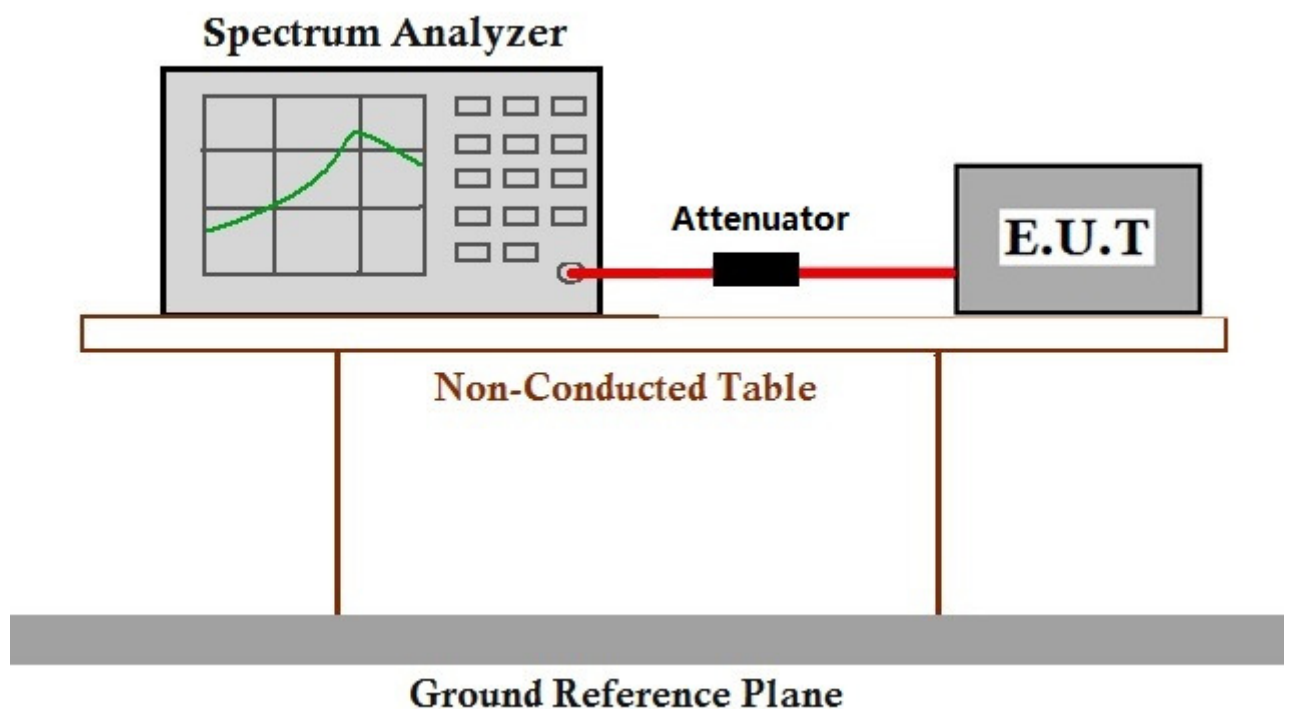 Spectrum Analyzer
Attenuator
E.U.T
Non-Conducted Table
Ground Reference Plane